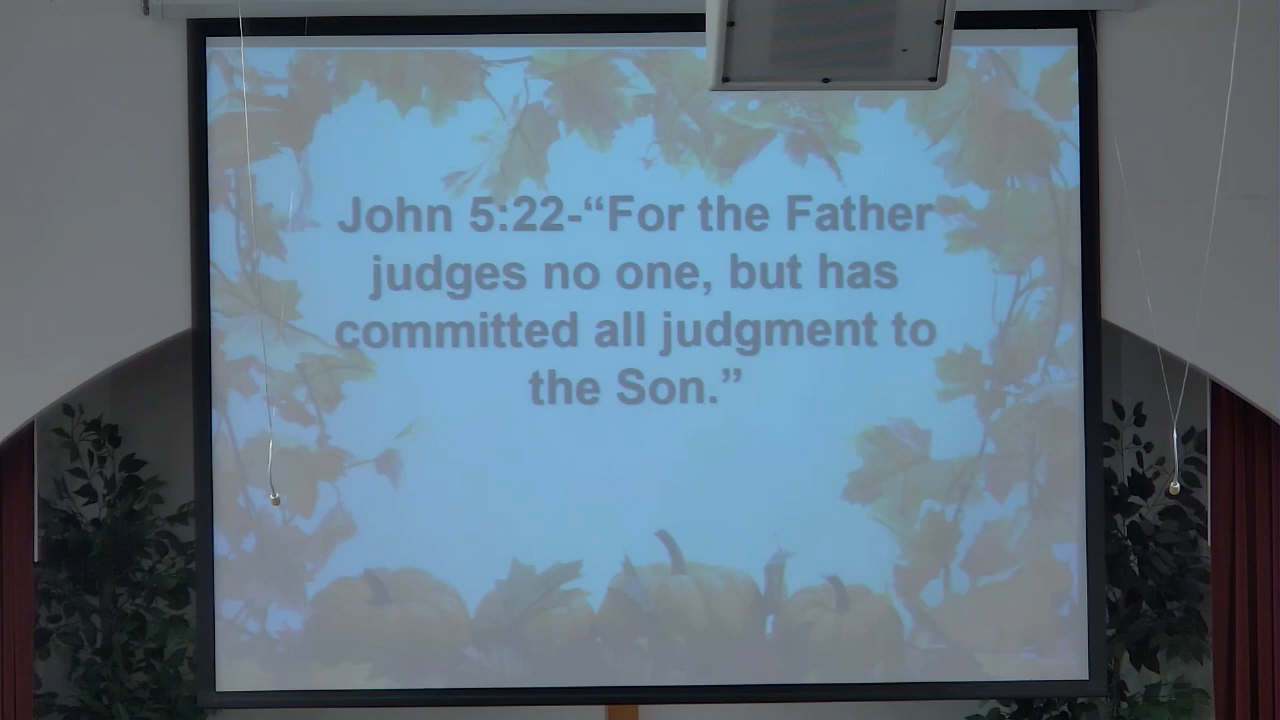 John 5:22-“For the Father
judges no one, but has
committed all judgment to
the Son.”